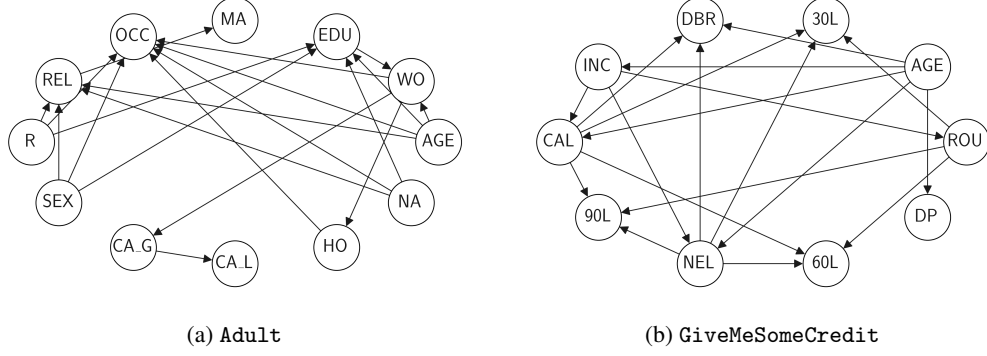 MA
OCC
EDU
REL
WO
R
AGE
SEX
NA
CA_G
CA_L
HO
(a) Adult
DBR
30L
INC
AGE
CAL
ROU
90L
DP
NEL
60L
(b) GiveMeSomeCredit